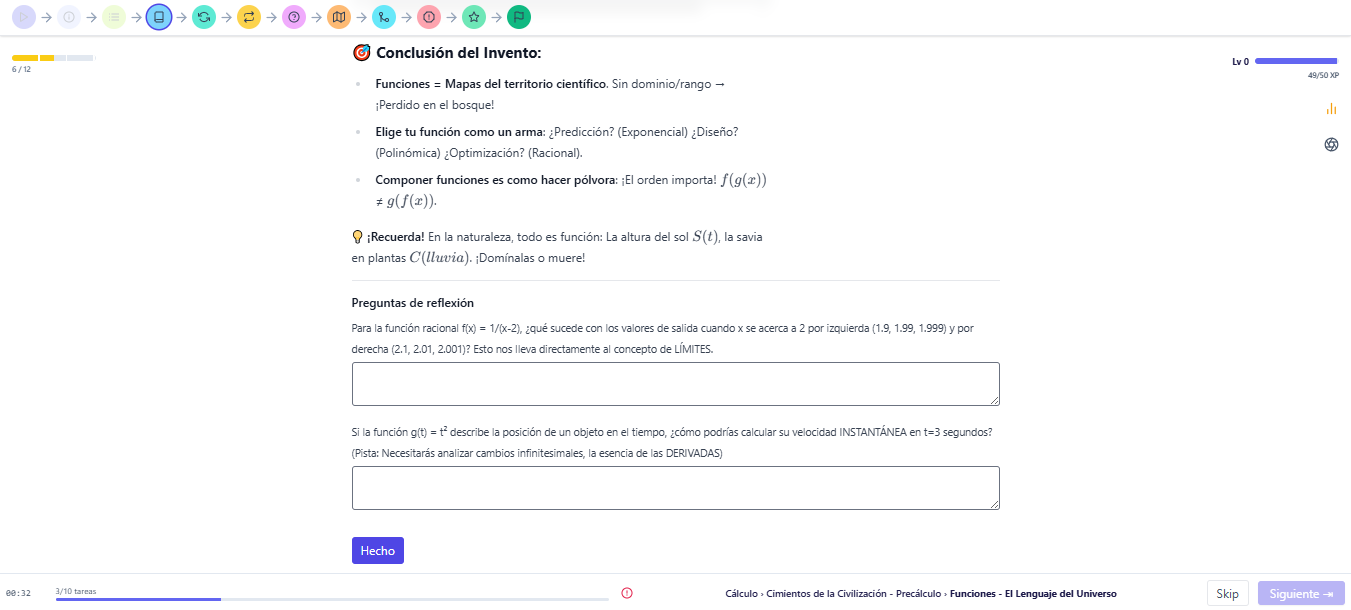 6 / 12
Lv 0
49/50 XP
🎯 Conclusión del Invento:
Funciones = Mapas del territorio científico. Sin dominio/rango →
¡Perdido en el bosque!
Elige tu función como un arma: ¿Predicción? (Exponencial) ¿Diseño?
(Polinómica) ¿Optimización? (Racional).
Componer funciones es como hacer pólvora: ¡El orden importa! f(g(x))
≠ g(f(x)).
💡 ¡Recuerda! En la naturaleza, todo es función: La altura del sol S(t), la savia
en plantas C(lluvia). ¡Domínalas o muere!
Preguntas de reflexión
Para la función racional f(x) = 1/(x-2), ¿qué sucede con los valores de salida cuando x se acerca a 2 por izquierda (1.9, 1.99, 1.999) y por
derecha (2.1, 2.01, 2.001)? Esto nos lleva directamente al concepto de LÍMITES.
Si la función g(t) = t² describe la posición de un objeto en el tiempo, ¿cómo podrías calcular su velocidad INSTANTÁNEA en t=3 segundos?
(Pista: Necesitarás analizar cambios infinitesimales, la esencia de las DERIVADAS)
Hecho
00:32
3/10 tareas
Cálculo › Cimientos de la Civilización - Precálculo › Funciones - El Lenguaje del Universo
Skip
Siguiente ⇥